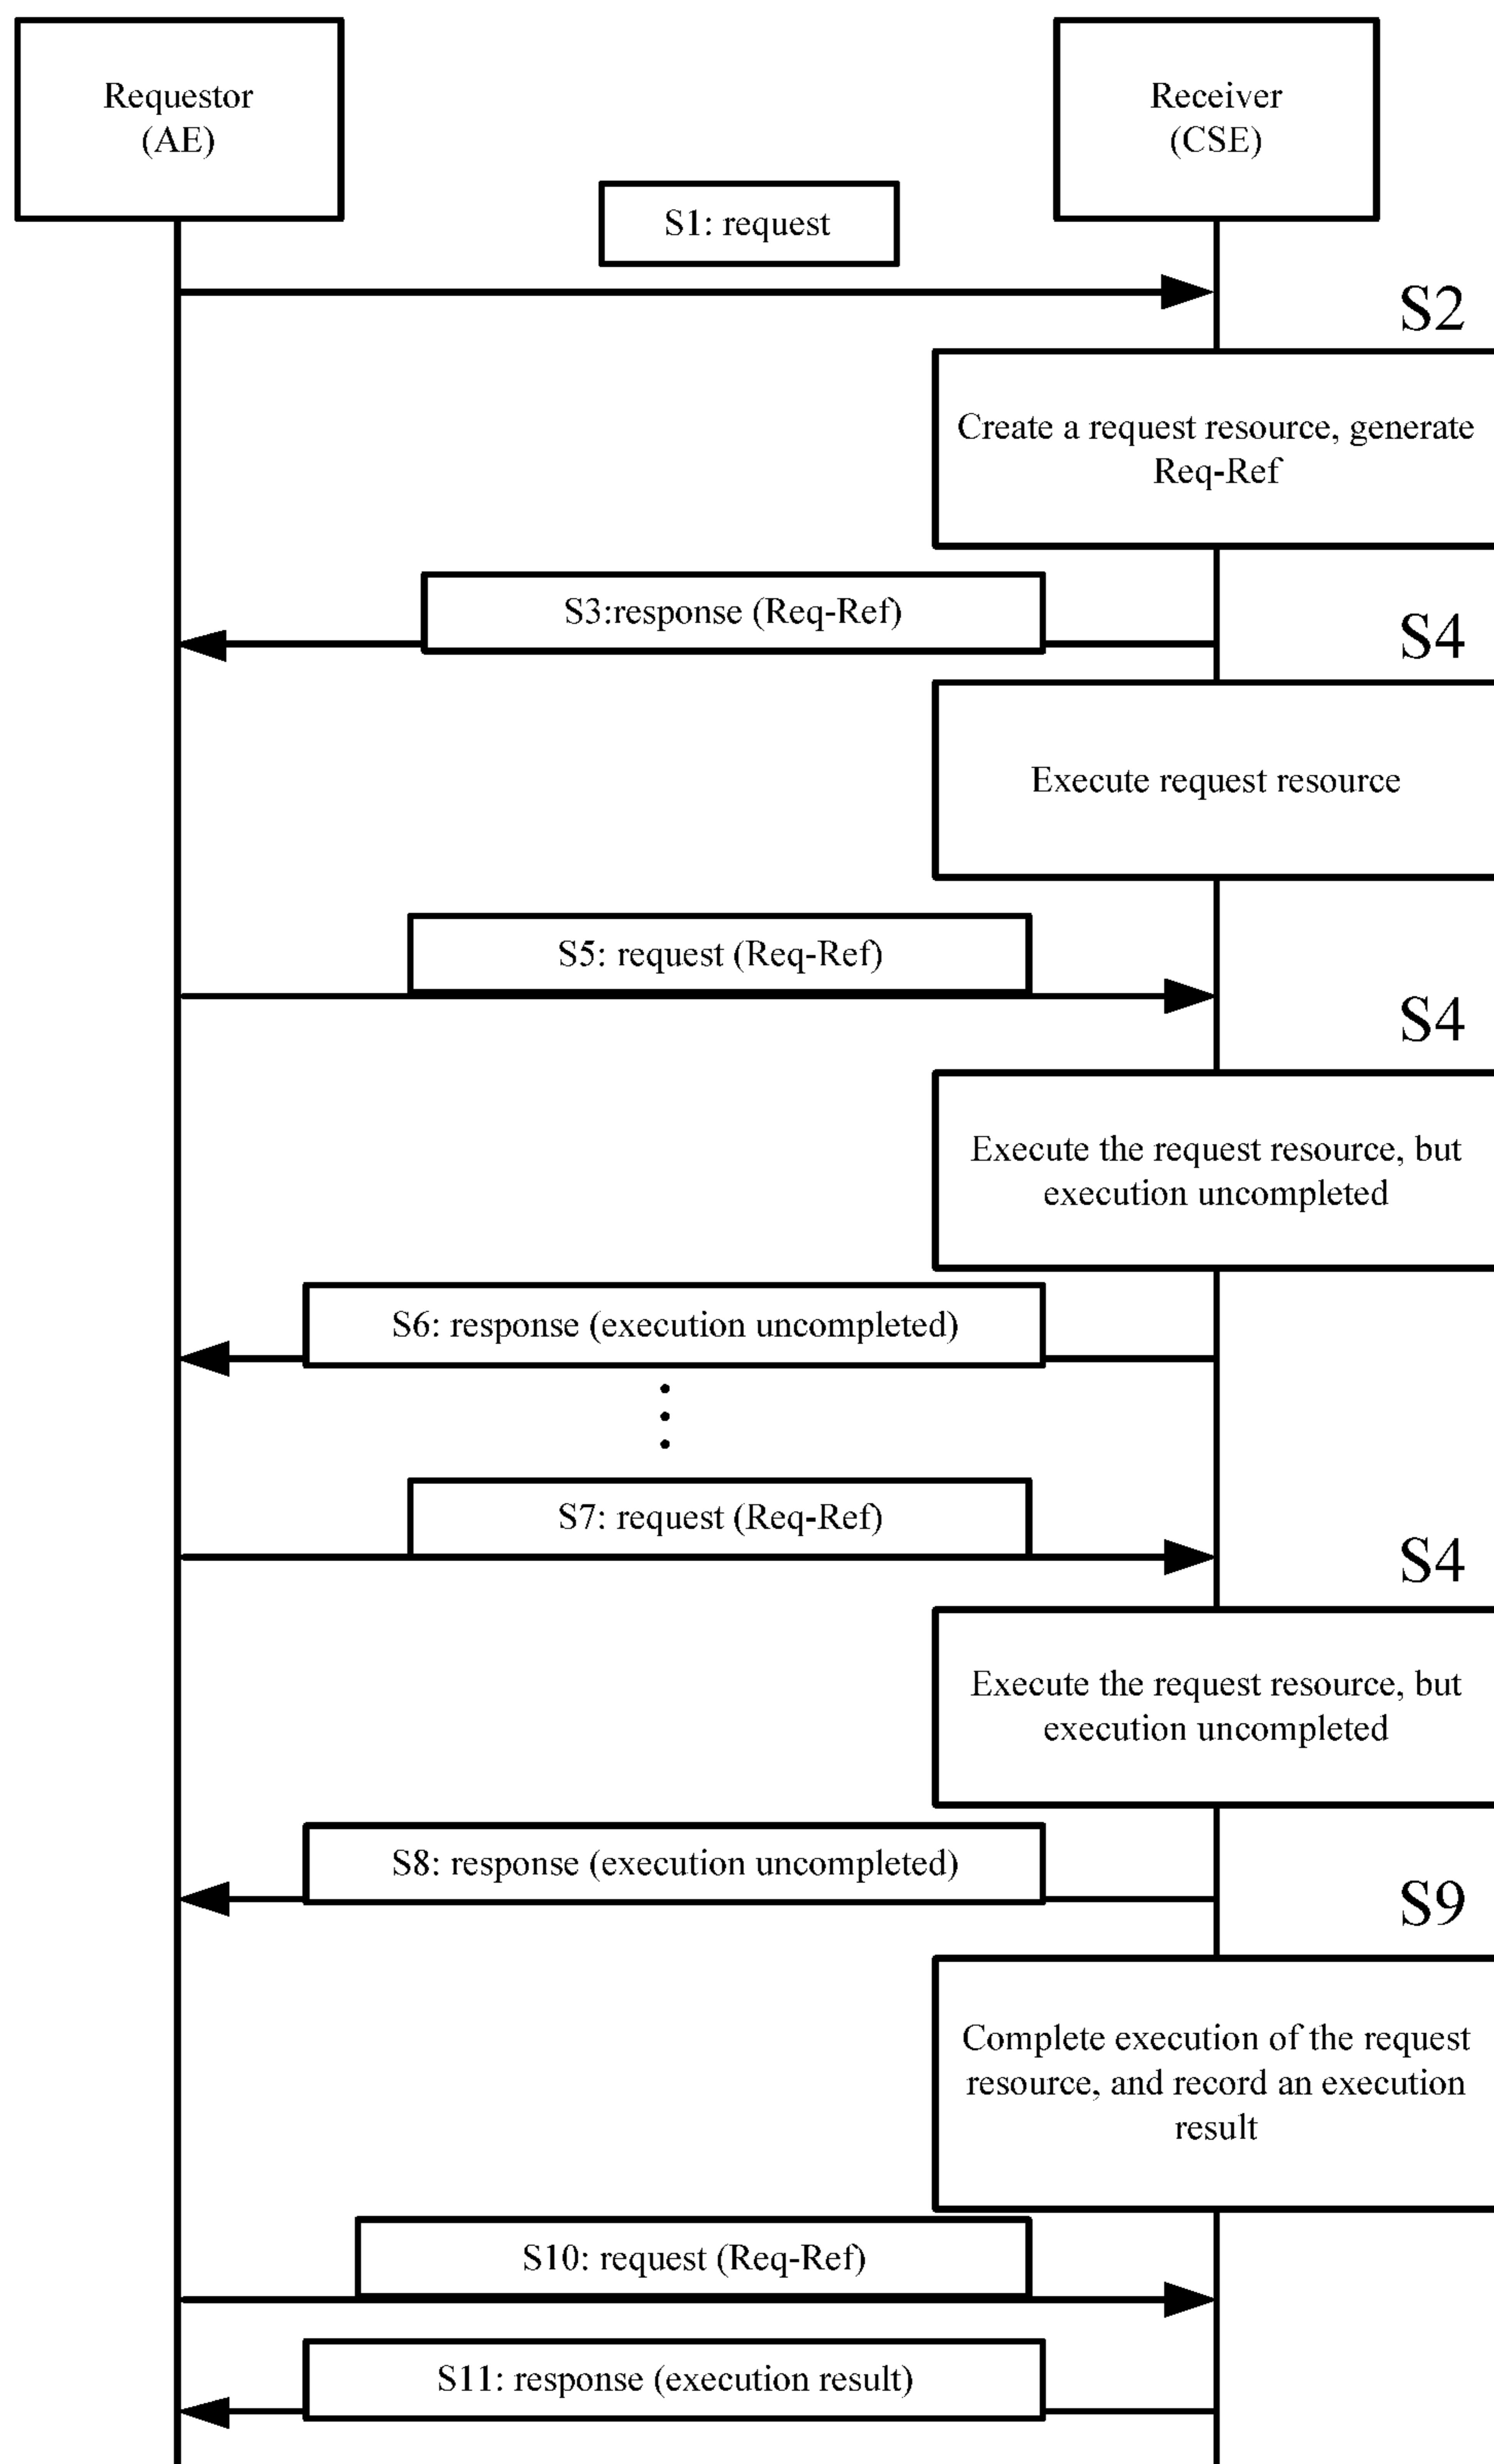 Requestor
(AE)
Receiver
(CSE)
S1: request
S2
Create a request resource, generate
Req-Ref
S3:response (Req-Ref)
S4
Execute request resource
S5: request (Req-Ref)
S4
Execute the request resource, but
execution uncompleted
S6: response (execution uncompleted)
S7: request (Req-Ref)
S4
Execute the request resource, but
execution uncompleted
S8: response (execution uncompleted)
S9
Complete execution of the request
resource, and record an execution
result
S10: request (Req-Ref)
S11: response (execution result)